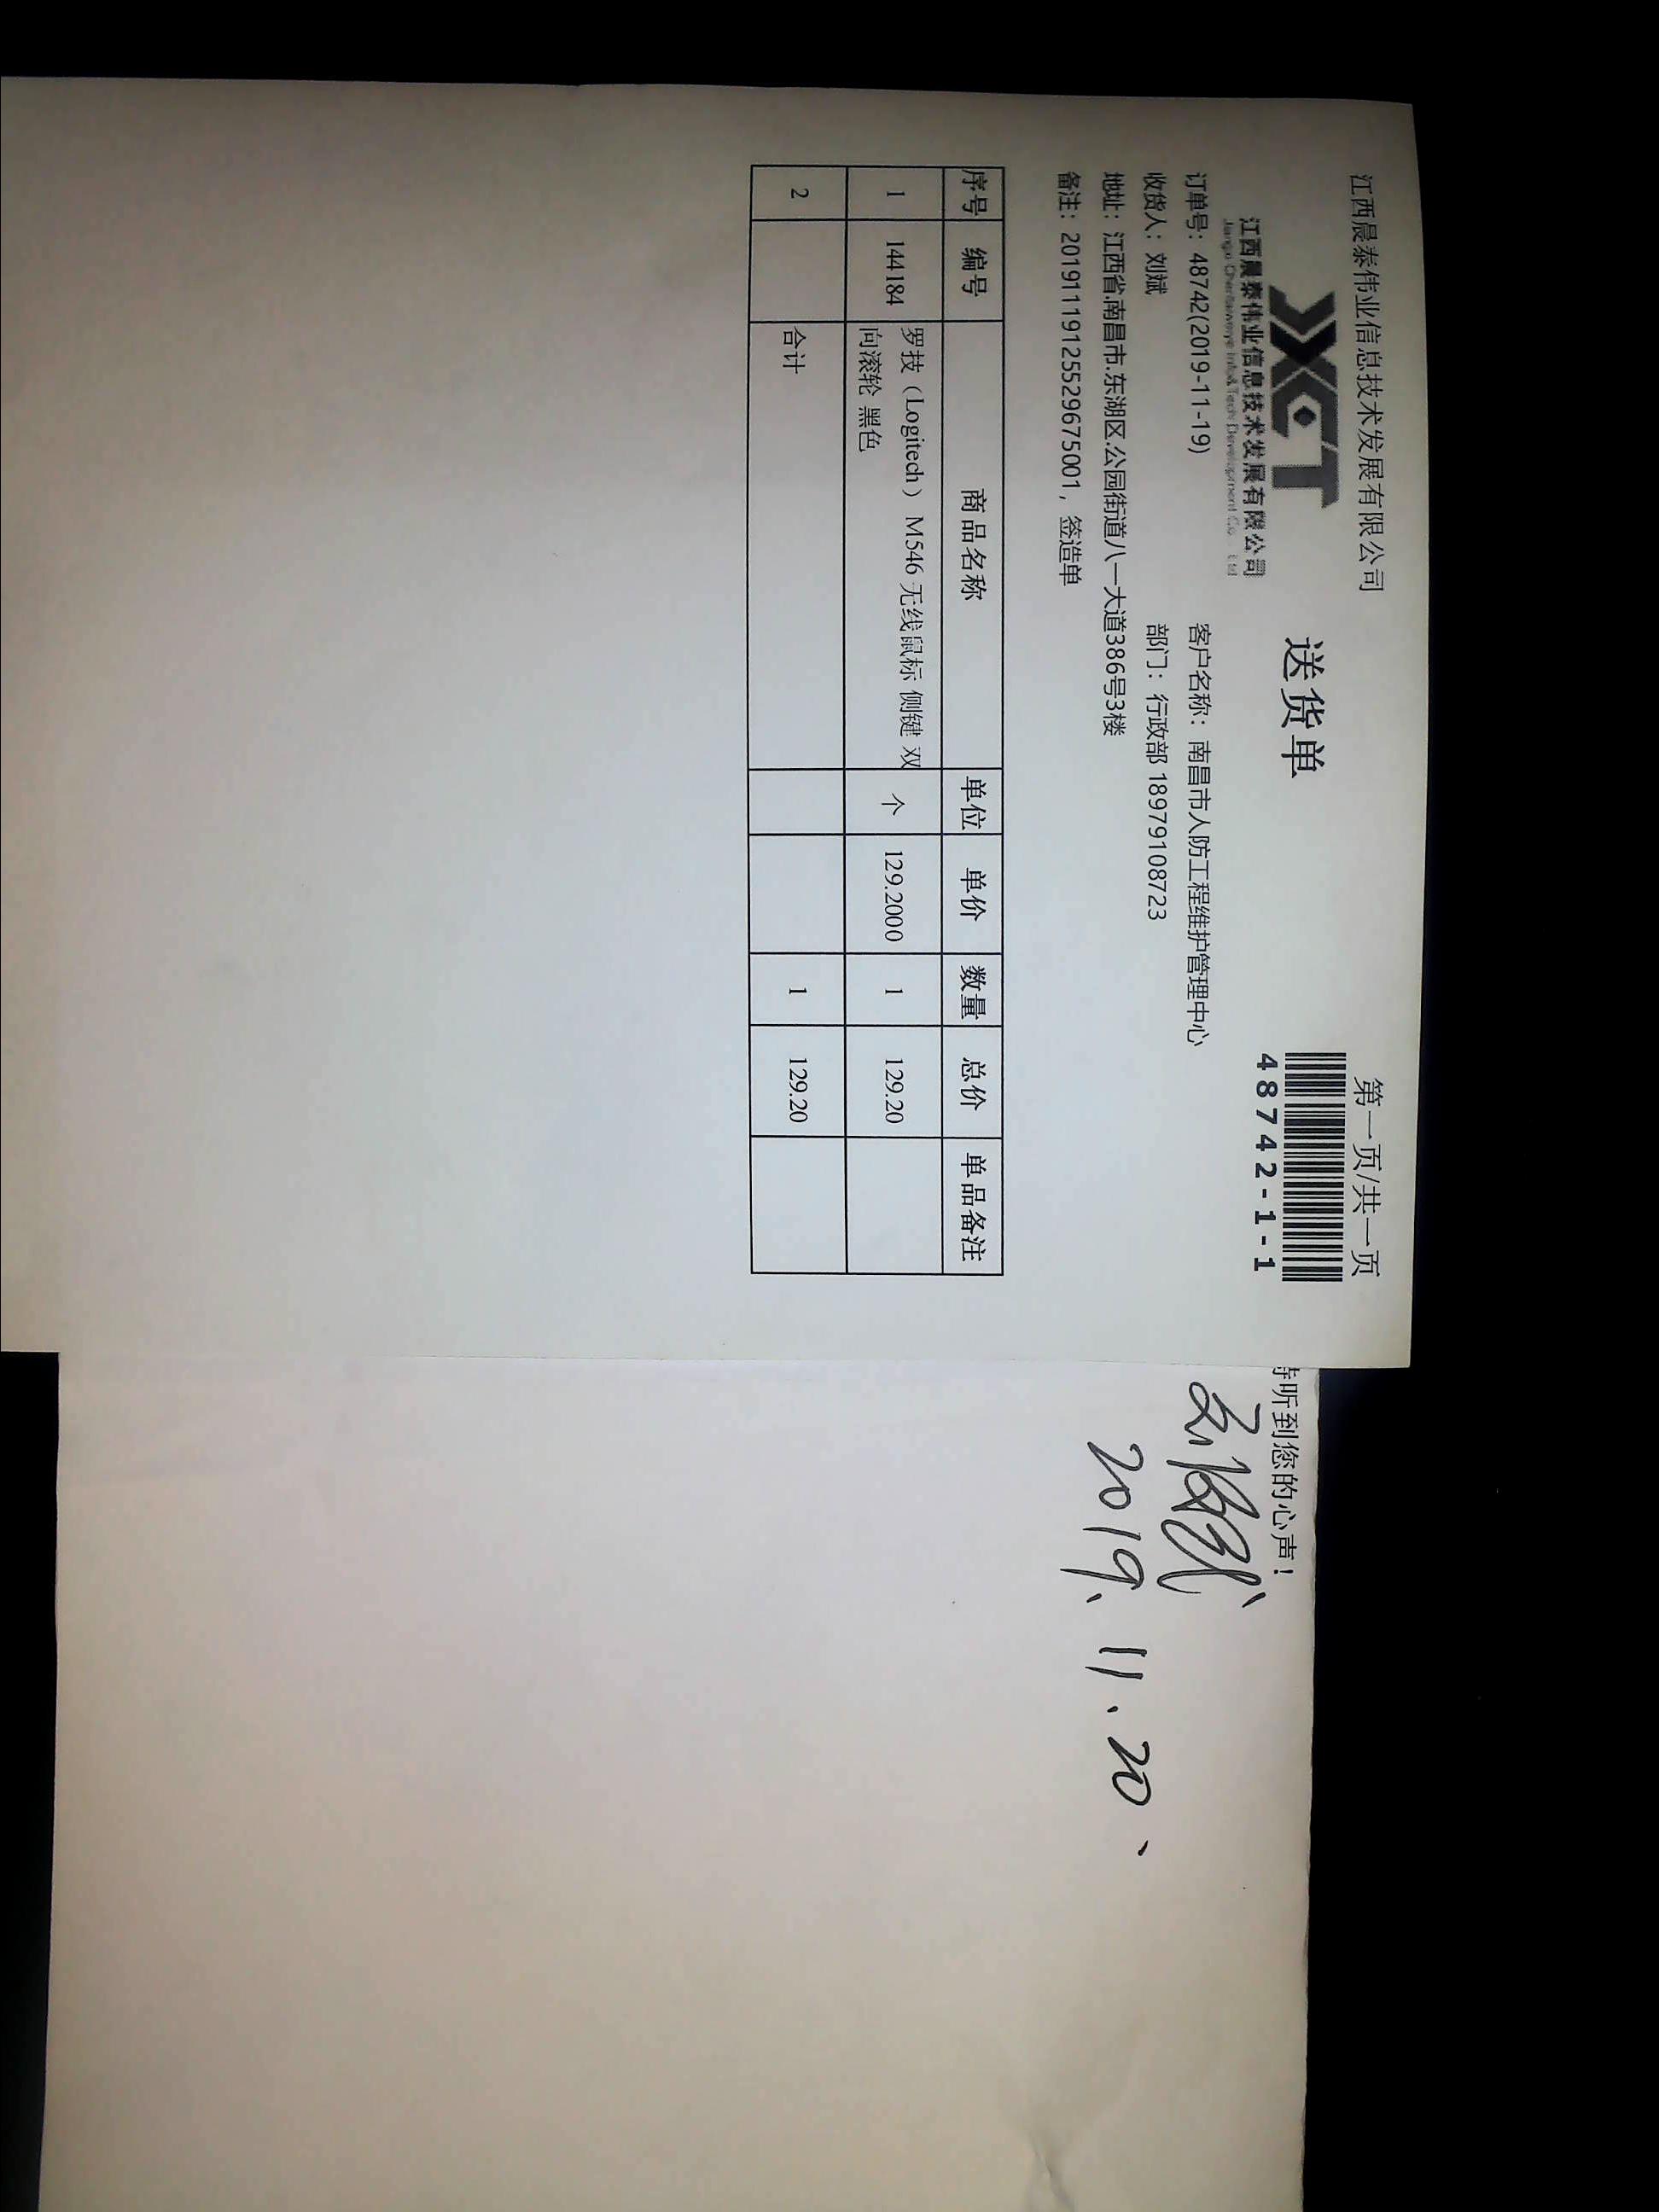 江西晨泰伟业信息技术发展有限公司
第一页/共一页
江西晨泰伟业信息技术发展有限公司
送货单
48742-1-1
订单号：48742(2019-11-19)
客户名称：南昌市人防工程维护管理中心
收货人：刘斌
部门：行政部 18979108723
地址：江西省.南昌市.东湖区.公园街道八一大道386号3楼
备注：20191119125529675001，签造单
序号 编号 商品名称 单位 单价 数量 总价 单品备注
1 144184 罗技（Logitech）M546 无线鼠标 侧键 双 个 129.2000 1 129.20
向滚轮 黑色
2 合计 1 129.20
听到您的心声！
2019、11、20、